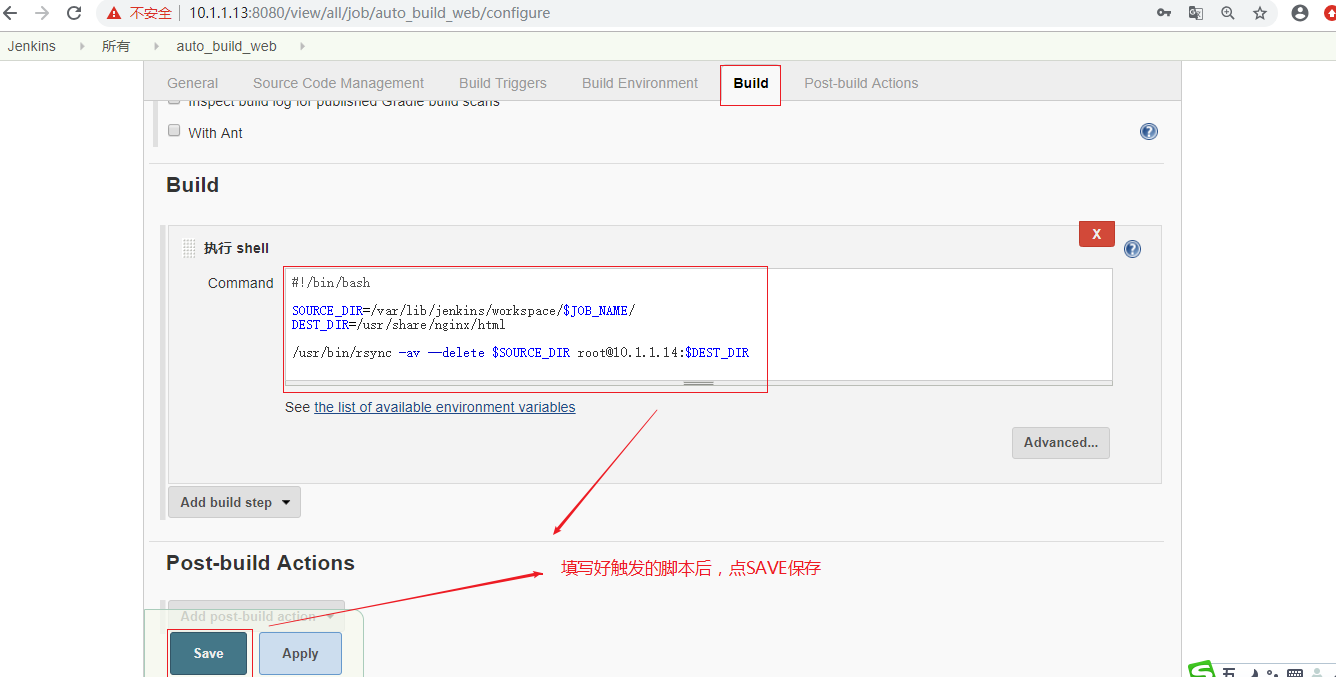 不安全 10.1.1.13:8080/view/all/job/auto_build_web/configure
Jenkins 所有 auto_build_web
General Source Code Management Build Triggers Build Environment Build Post-build Actions
Inspect build log for published Gradle build scans
With Ant
Build
X
执行 shell
Command
#!/bin/bash
SOURCE_DIR=/var/lib/jenkins/workspace/$JOB_NAME/
DEST_DIR=/usr/share/nginx/html
/usr/bin/rsync -av --delete $SOURCE_DIR root@10.1.1.14:$DEST_DIR
See the list of available environment variables
Advanced...
Add build step
Post-build Actions
填写好触发的脚本后，点SAVE保存
Add post-build action
Save Apply
五